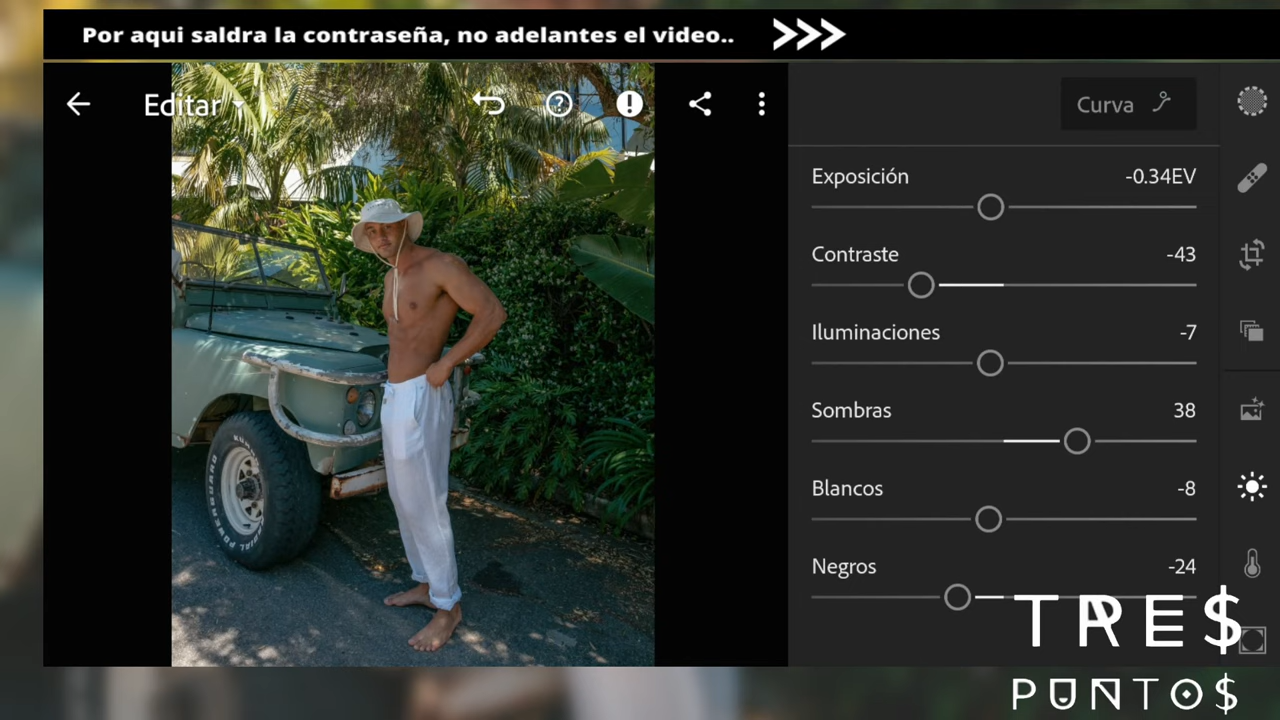 Por aqui saldra la contraseña, no adelantes el video.. >>>
Editar
Curva
Exposición -0.34EV
Contraste -43
Iluminaciones -7
Sombras 38
Blancos -8
Negros -24
TRE$
PUNTO$